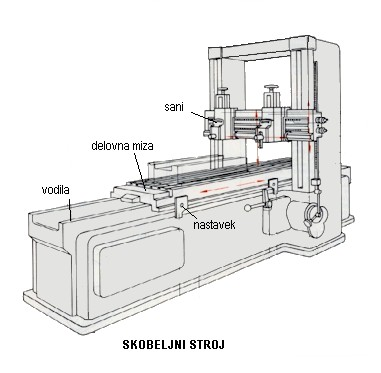 sani
delovna miza
vodila
nastavek
SKOBELJNI STROJ